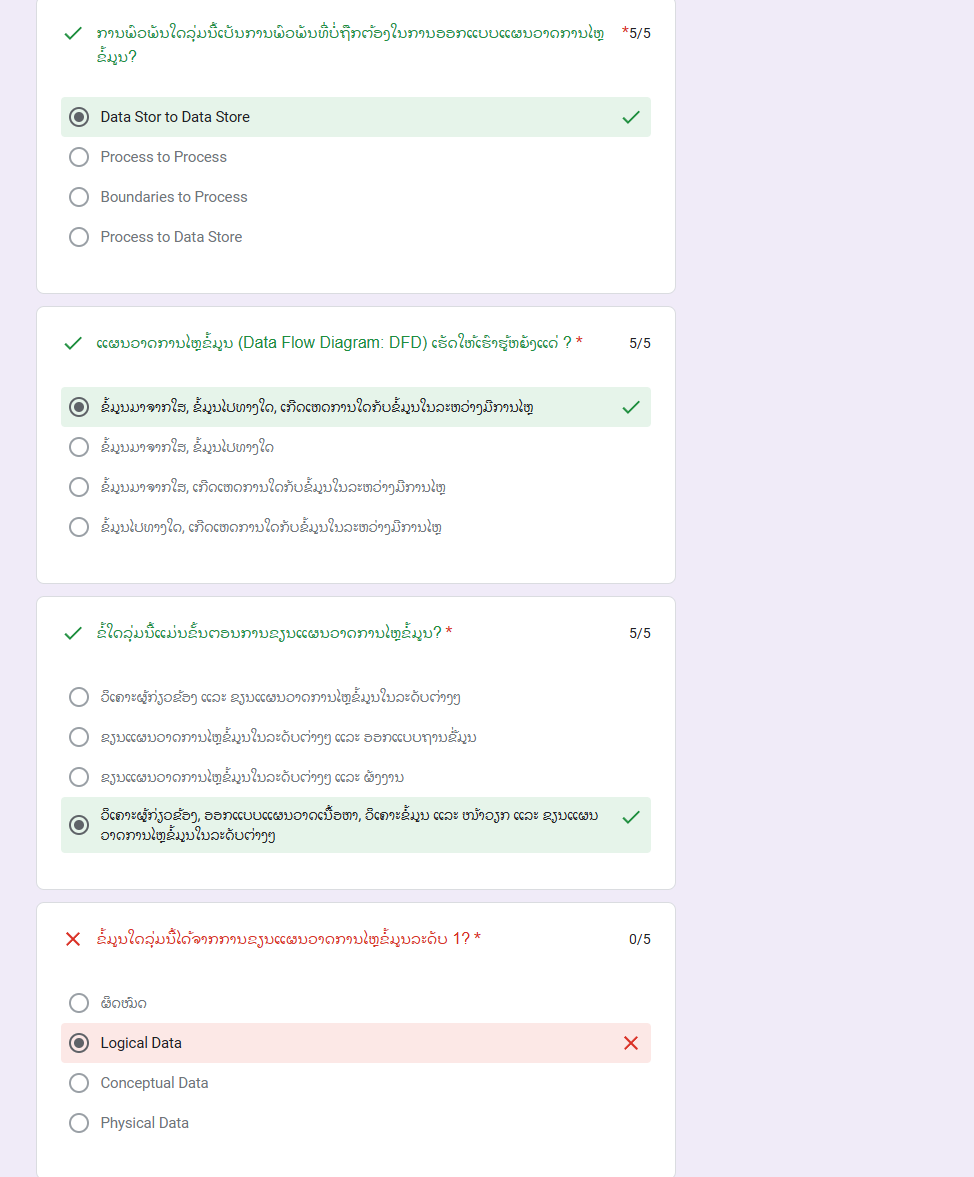 ການພົວພັນໃດລຸ່ມນີ້ເປັນການພົວພັນທີ່ບໍ່ຖືກຕ້ອງໃນການອອກແບບແຜນວາດການໄຫຼ *5/5
ຂໍ້ມູນ?
Data Stor to Data Store
Process to Process
Boundaries to Process
Process to Data Store
ແຜນວາດການໄຫຼຂໍ້ມູນ (Data Flow Diagram: DFD) ເຮັດໃຫ້ເຮົາຮູ້ຫຍັງແດ່ ? * 5/5
ຂໍ້ມູນມາຈາກໃສ, ຂໍ້ມູນໄປທາງໃດ, ເກີດເຫດການໃດກັບຂໍ້ມູນໃນລະຫວ່າງມີການໄຫຼ
ຂໍ້ມູນມາຈາກໃສ, ຂໍ້ມູນໄປທາງໃດ
ຂໍ້ມູນມາຈາກໃສ, ເກີດເຫດການໃດກັບຂໍ້ມູນໃນລະຫວ່າງມີການໄຫຼ
ຂໍ້ມູນໄປທາງໃດ, ເກີດເຫດການໃດກັບຂໍ້ມູນໃນລະຫວ່າງມີການໄຫຼ
ຂໍ້ໃດລຸ່ມນີ້ແມ່ນຂັ້ນຕອນການຂຽນແຜນວາດການໄຫຼຂໍ້ມູນ? * 5/5
ວິເຄາະຜູ້ກ່ຽວຂ້ອງ ແລະ ຂຽນແຜນວາດການໄຫຼຂໍ້ມູນໃນລະດັບຕ່າງໆ
ຂຽນແຜນວາດການໄຫຼຂໍ້ມູນໃນລະດັບຕ່າງໆ ແລະ ອອກແບບຖານຂໍ້ມູນ
ຂຽນແຜນວາດການໄຫຼຂໍ້ມູນໃນລະດັບຕ່າງໆ ແລະ ຜັງງານ
ວິເຄາະຜູ້ກ່ຽວຂ້ອງ, ອອກແບບແຜນວາດເນື້ອຫາ, ວິເຄາະຂໍ້ມູນ ແລະ ໜ້າວຽກ ແລະ ຂຽນແຜນ
ວາດການໄຫຼຂໍ້ມູນໃນລະດັບຕ່າງໆ
ຂໍ້ມູນໃດລຸ່ມນີ້ໄດ້ຈາກການຂຽນແຜນວາດການໄຫຼຂໍ້ມູນລະດັບ 1? * 0/5
ຜິດໝົດ
Logical Data
Conceptual Data
Physical Data